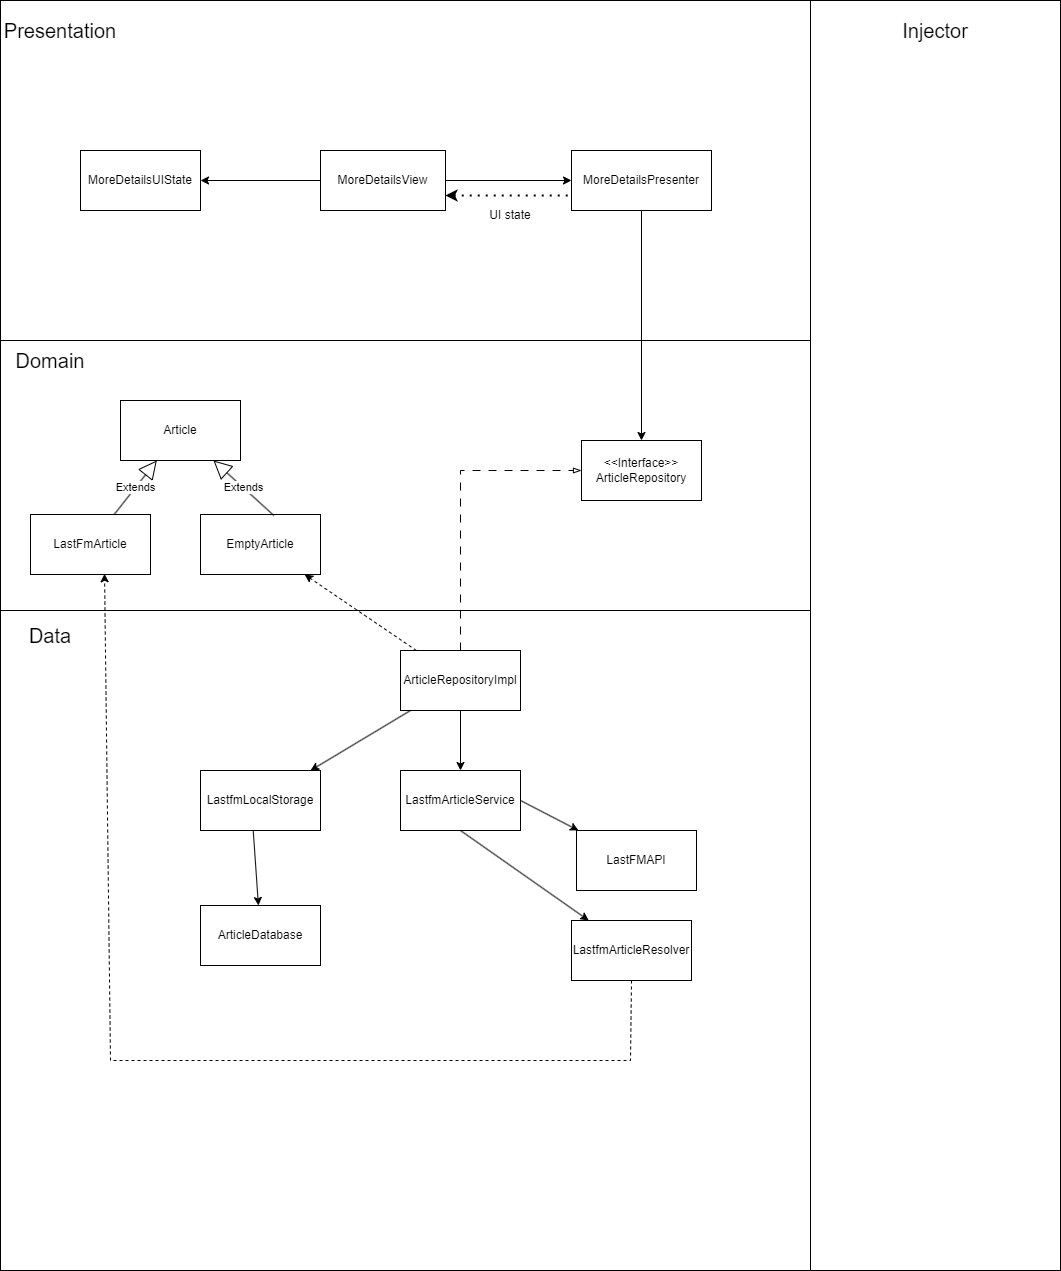 Presentation
Injector
MoreDetailsUIState
MoreDetailsView
MoreDetailsPresenter
UI state
Domain
Article
<<Interface>>
ArticleRepository
Extends
Extends
LastFmArticle
EmptyArticle
Data
ArticleRepositoryImpl
LastfmLocalStorage
LastfmArticleService
LastFMAPI
ArticleDatabase
LastfmArticleResolver